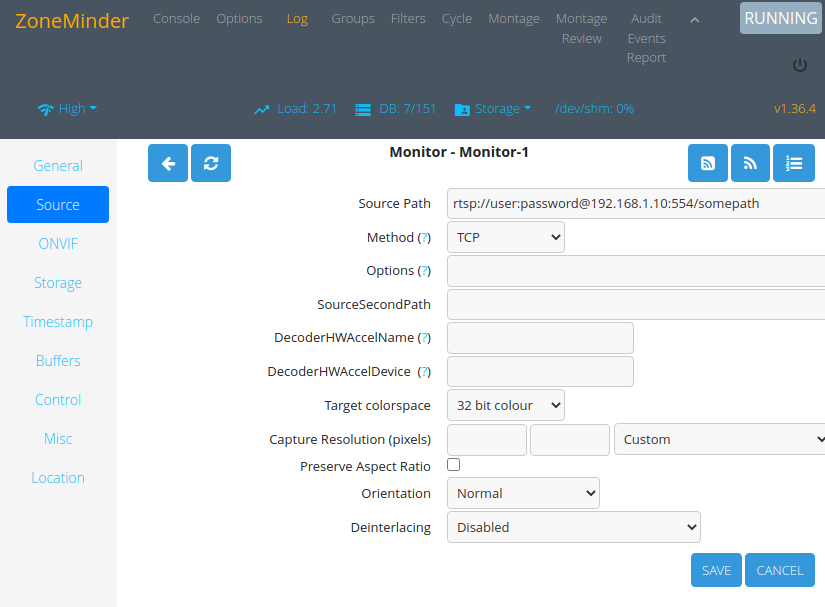 ZoneMinder Console Options Log Groups Filters Cycle Montage Montage Audit RUNNING
Review Events
Report
High Load: 2.71 DB: 7/151 Storage /dev/shm: 0% v1.36.4
Monitor - Monitor-1
General
Source
ONVIF
Storage
Timestamp
Buffers
Control
Misc
Location
Source Path rtsp://user:password@192.168.1.10:554/somepath
Method (?) TCP
Options (?)
SourceSecondPath
DecoderHWAccelName (?)
DecoderHWAccelDevice (?)
Target colorspace 32 bit colour
Capture Resolution (pixels) Custom
Preserve Aspect Ratio
Orientation Normal
Deinterlacing Disabled
SAVE CANCEL